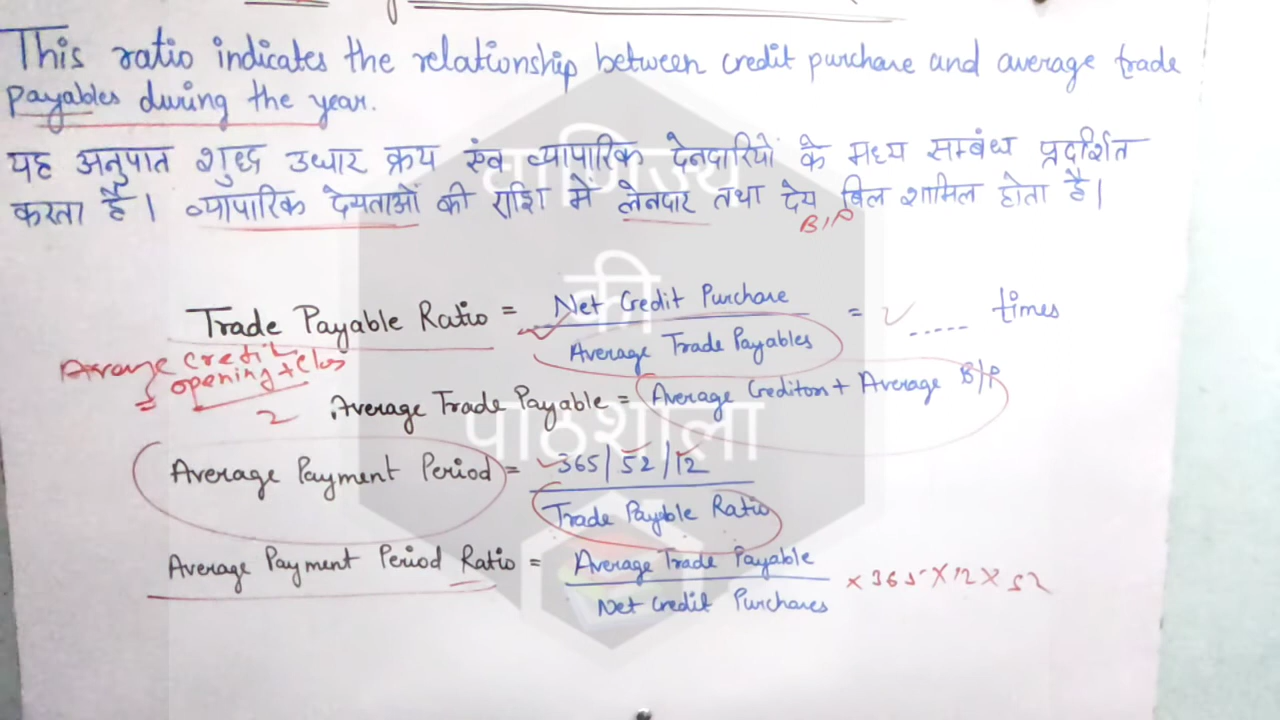 This ratio indicates the relationship between credit purchase and average trade
payables during the year.
यह अनुपात शुद्ध उधार क्रय एंव व्यापारिक देनदारियों के मध्य सम्बंध प्रदर्शित
करता है। व्यापारिक देयताओं की राशि में लेनदार तथा देय बिल शामिल होता है।
B/P
वाणिज्य
की
पाठशाला
Trade Payable Ratio = Net Credit Purchase
Average Trade Payables
= ..... times
Average credit
opening + clos
2
Average Trade Payable = Average Creditors + Average B/P
Average Payment Period = 365/52/12
Trade Payable Ratio
Average Payment Period Ratio = Average Trade Payable
Net Credit Purchases
× 365 × 12 × 52